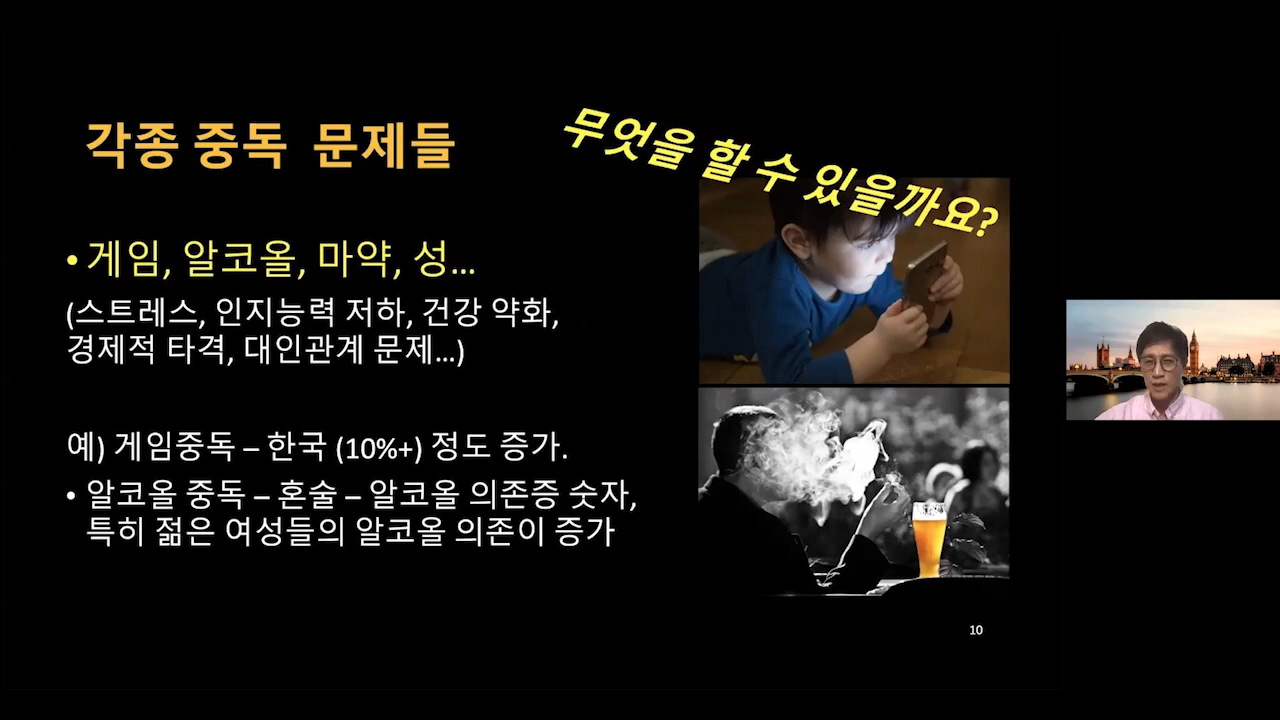 각종 중독 문제들
무엇을 할 수 있을까요?
• 게임, 알코올, 마약, 성...
(스트레스, 인지능력 저하, 건강 약화,
경제적 타격, 대인관계 문제...)
예) 게임중독 – 한국 (10%+) 정도 증가.
• 알코올 중독 – 혼술 – 알코올 의존증 숫자,
특히 젊은 여성들의 알코올 의존이 증가
10